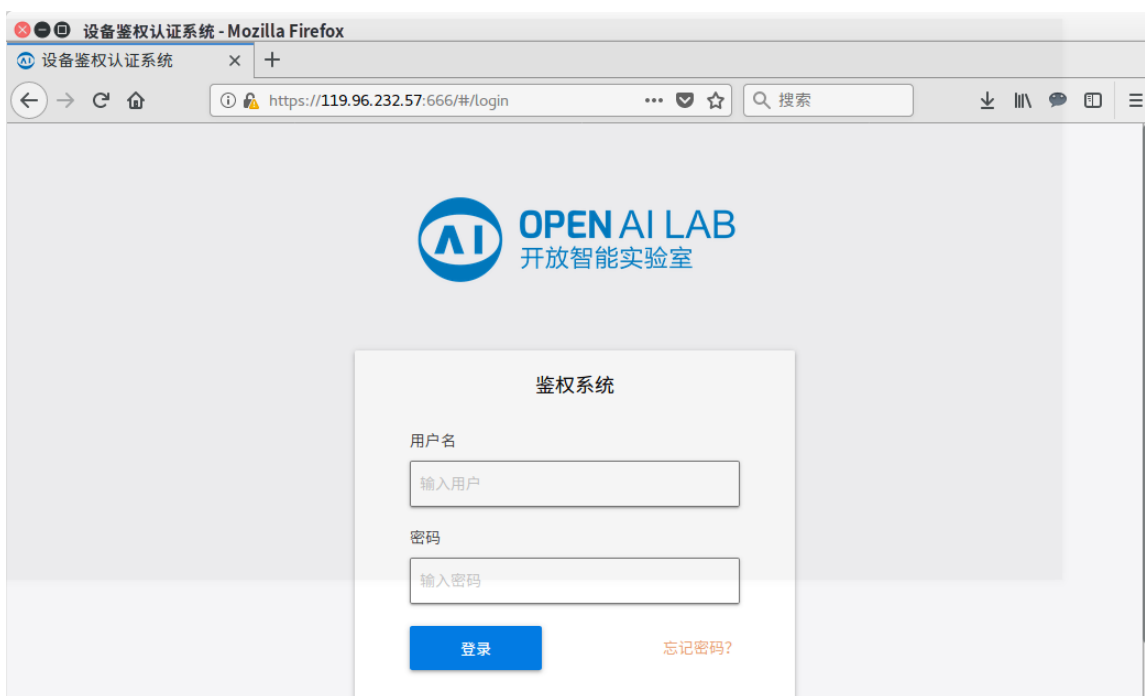 设备鉴权认证系统 - Mozilla Firefox
设备鉴权认证系统
https://119.96.232.57:666/#/login
搜索
AI
OPEN AI LAB
开放智能实验室
鉴权系统
用户名
输入用户
密码
输入密码
登录
忘记密码?